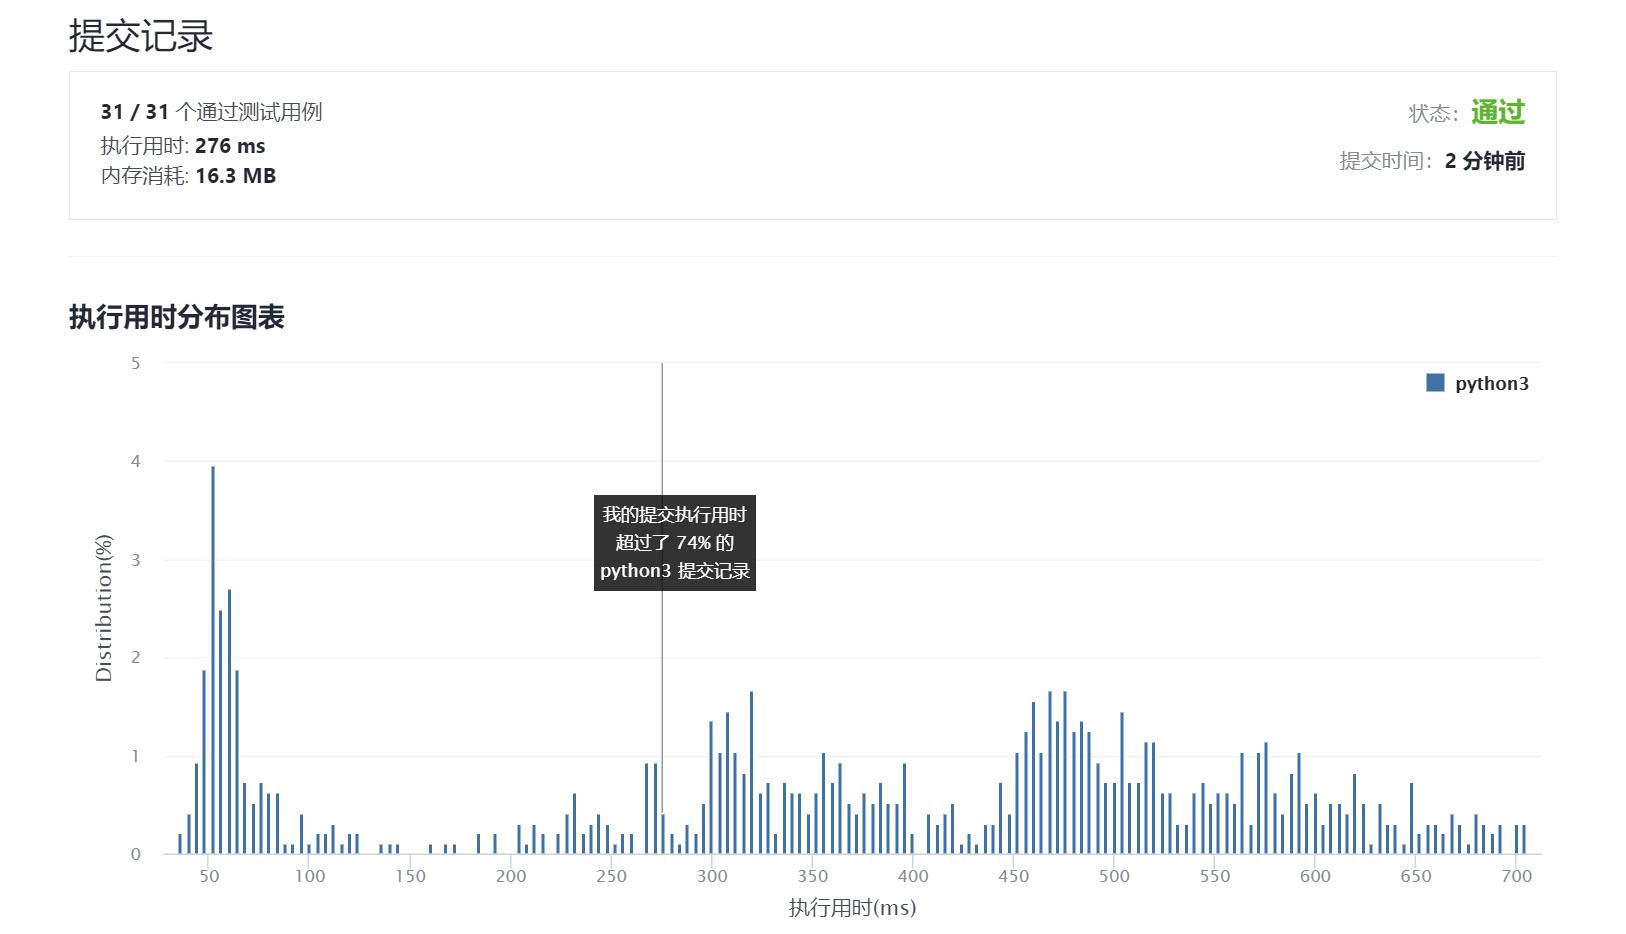 提交记录
31 / 31 个通过测试用例
状态：通过
执行用时: 276 ms
提交时间：2 分钟前
内存消耗: 16.3 MB
执行用时分布图表
5
python3
4
我的提交执行用时
超过了 74% 的
python3 提交记录
3
Distribution(%)
2
1
0
50 100 150 200 250 300 350 400 450 500 550 600 650 700
执行用时(ms)